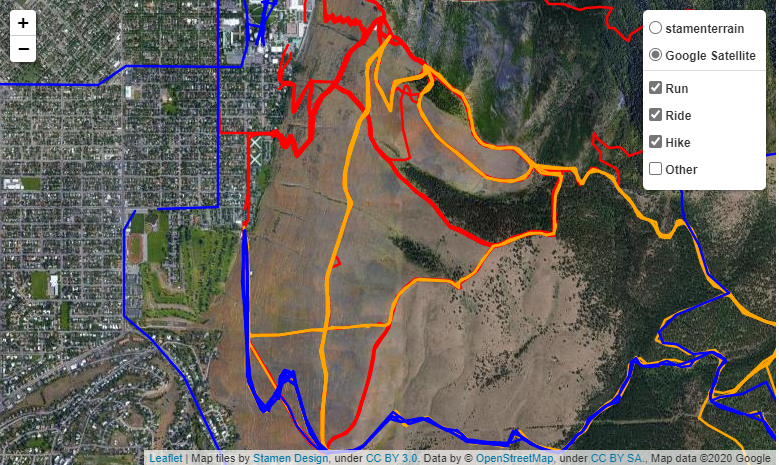 +
−
stamenterrain
Google Satellite
Run
Ride
Hike
Other
Leaflet | Map tiles by Stamen Design, under CC BY 3.0. Data by © OpenStreetMap, under CC BY SA., Map data ©2020 Google